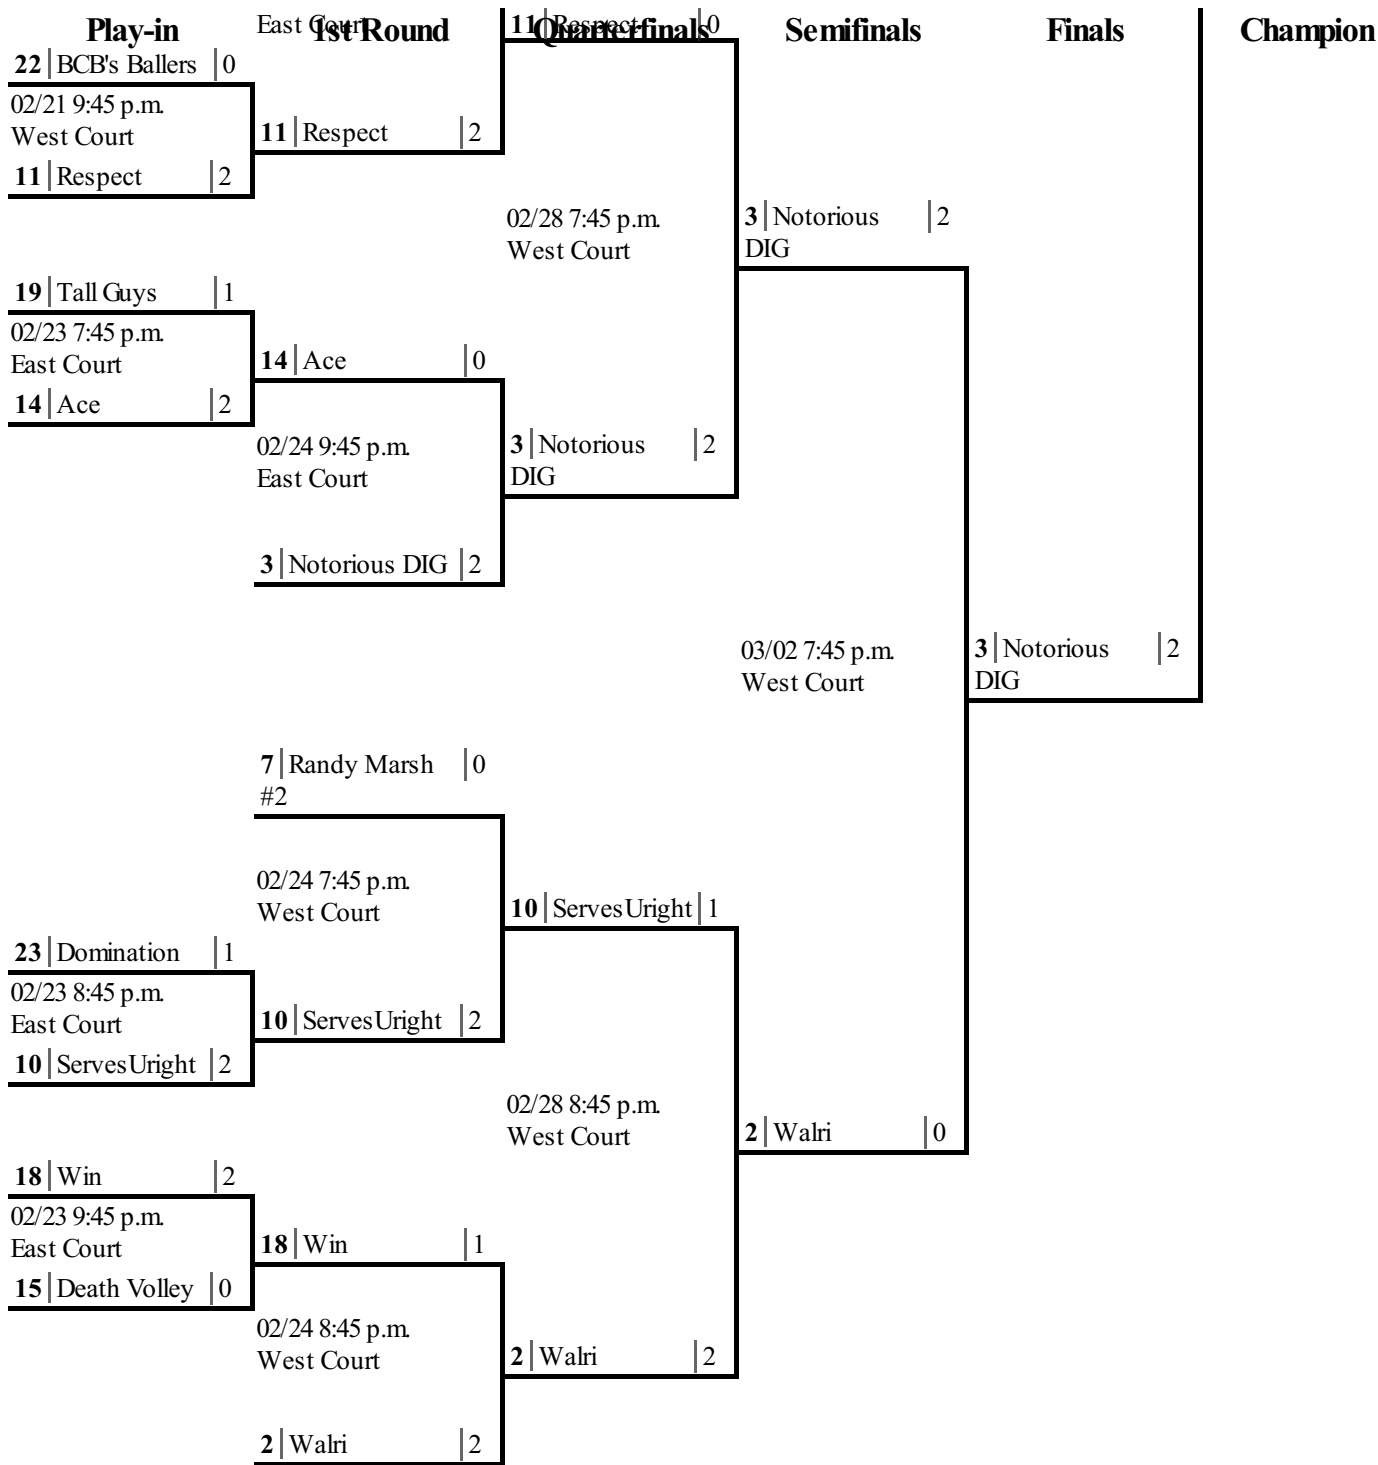 Play-in 1st Round Quarterfinals Semifinals Finals Champion
East Court
11 Respect 0
22 BCB's Ballers 0
02/21 9:45 p.m.
West Court
11 Respect 2
11 Respect 2
02/28 7:45 p.m.
West Court
3 Notorious 2
DIG
19 Tall Guys 1
02/23 7:45 p.m.
East Court
14 Ace 2
14 Ace 0
02/24 9:45 p.m.
East Court
3 Notorious 2
DIG
3 Notorious DIG 2
03/02 7:45 p.m.
West Court
3 Notorious 2
DIG
7 Randy Marsh 0
#2
02/24 7:45 p.m.
West Court
10 ServesUright 1
23 Domination 1
02/23 8:45 p.m.
East Court
10 ServesUright 2
10 ServesUright 2
02/28 8:45 p.m.
West Court
2 Walri 0
18 Win 2
02/23 9:45 p.m.
East Court
15 Death Volley 0
18 Win 1
02/24 8:45 p.m.
West Court
2 Walri 2
2 Walri 2